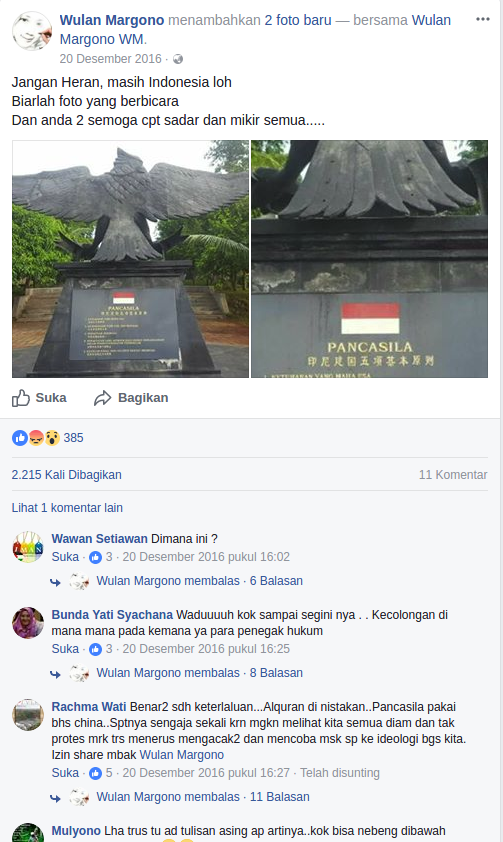 Wulan Margono menambahkan 2 foto baru — bersama Wulan
Margono WM.
20 Desember 2016 ·
Jangan Heran, masih Indonesia loh
Biarlah foto yang berbicara
Dan anda 2 semoga cpt sadar dan mikir semua.....
PANCASILA
PANCASILA
印尼建国五项基本原则
1. KETUHANAN YANG MAHA ESA
Suka Bagikan
385
2.215 Kali Dibagikan 11 Komentar
Lihat 1 komentar lain
Wawan Setiawan Dimana ini ?
Suka · 3 · 20 Desember 2016 pukul 16:02
Wulan Margono membalas · 6 Balasan
Bunda Yati Syachana Waduuuuh kok sampai segini nya . . Kecolongan di
mana mana pada kemana ya para penegak hukum
Suka · 3 · 20 Desember 2016 pukul 16:25
Wulan Margono membalas · 8 Balasan
Rachma Wati Benar2 sdh keterlaluan...Alquran di nistakan..Pancasila pakai
bhs china..Sptnya sengaja sekali krn mgkn melihat kita semua diam dan tak
protes mrk trs menerus mengacak2 dan mencoba msk sp ke ideologi bgs kita.
Izin share mbak Wulan Margono
Suka · 5 · 20 Desember 2016 pukul 16:27 · Telah disunting
Wulan Margono membalas · 11 Balasan
Mulyono Lha trus tu ad tulisan asing ap artinya..kok bisa nebeng dibawah